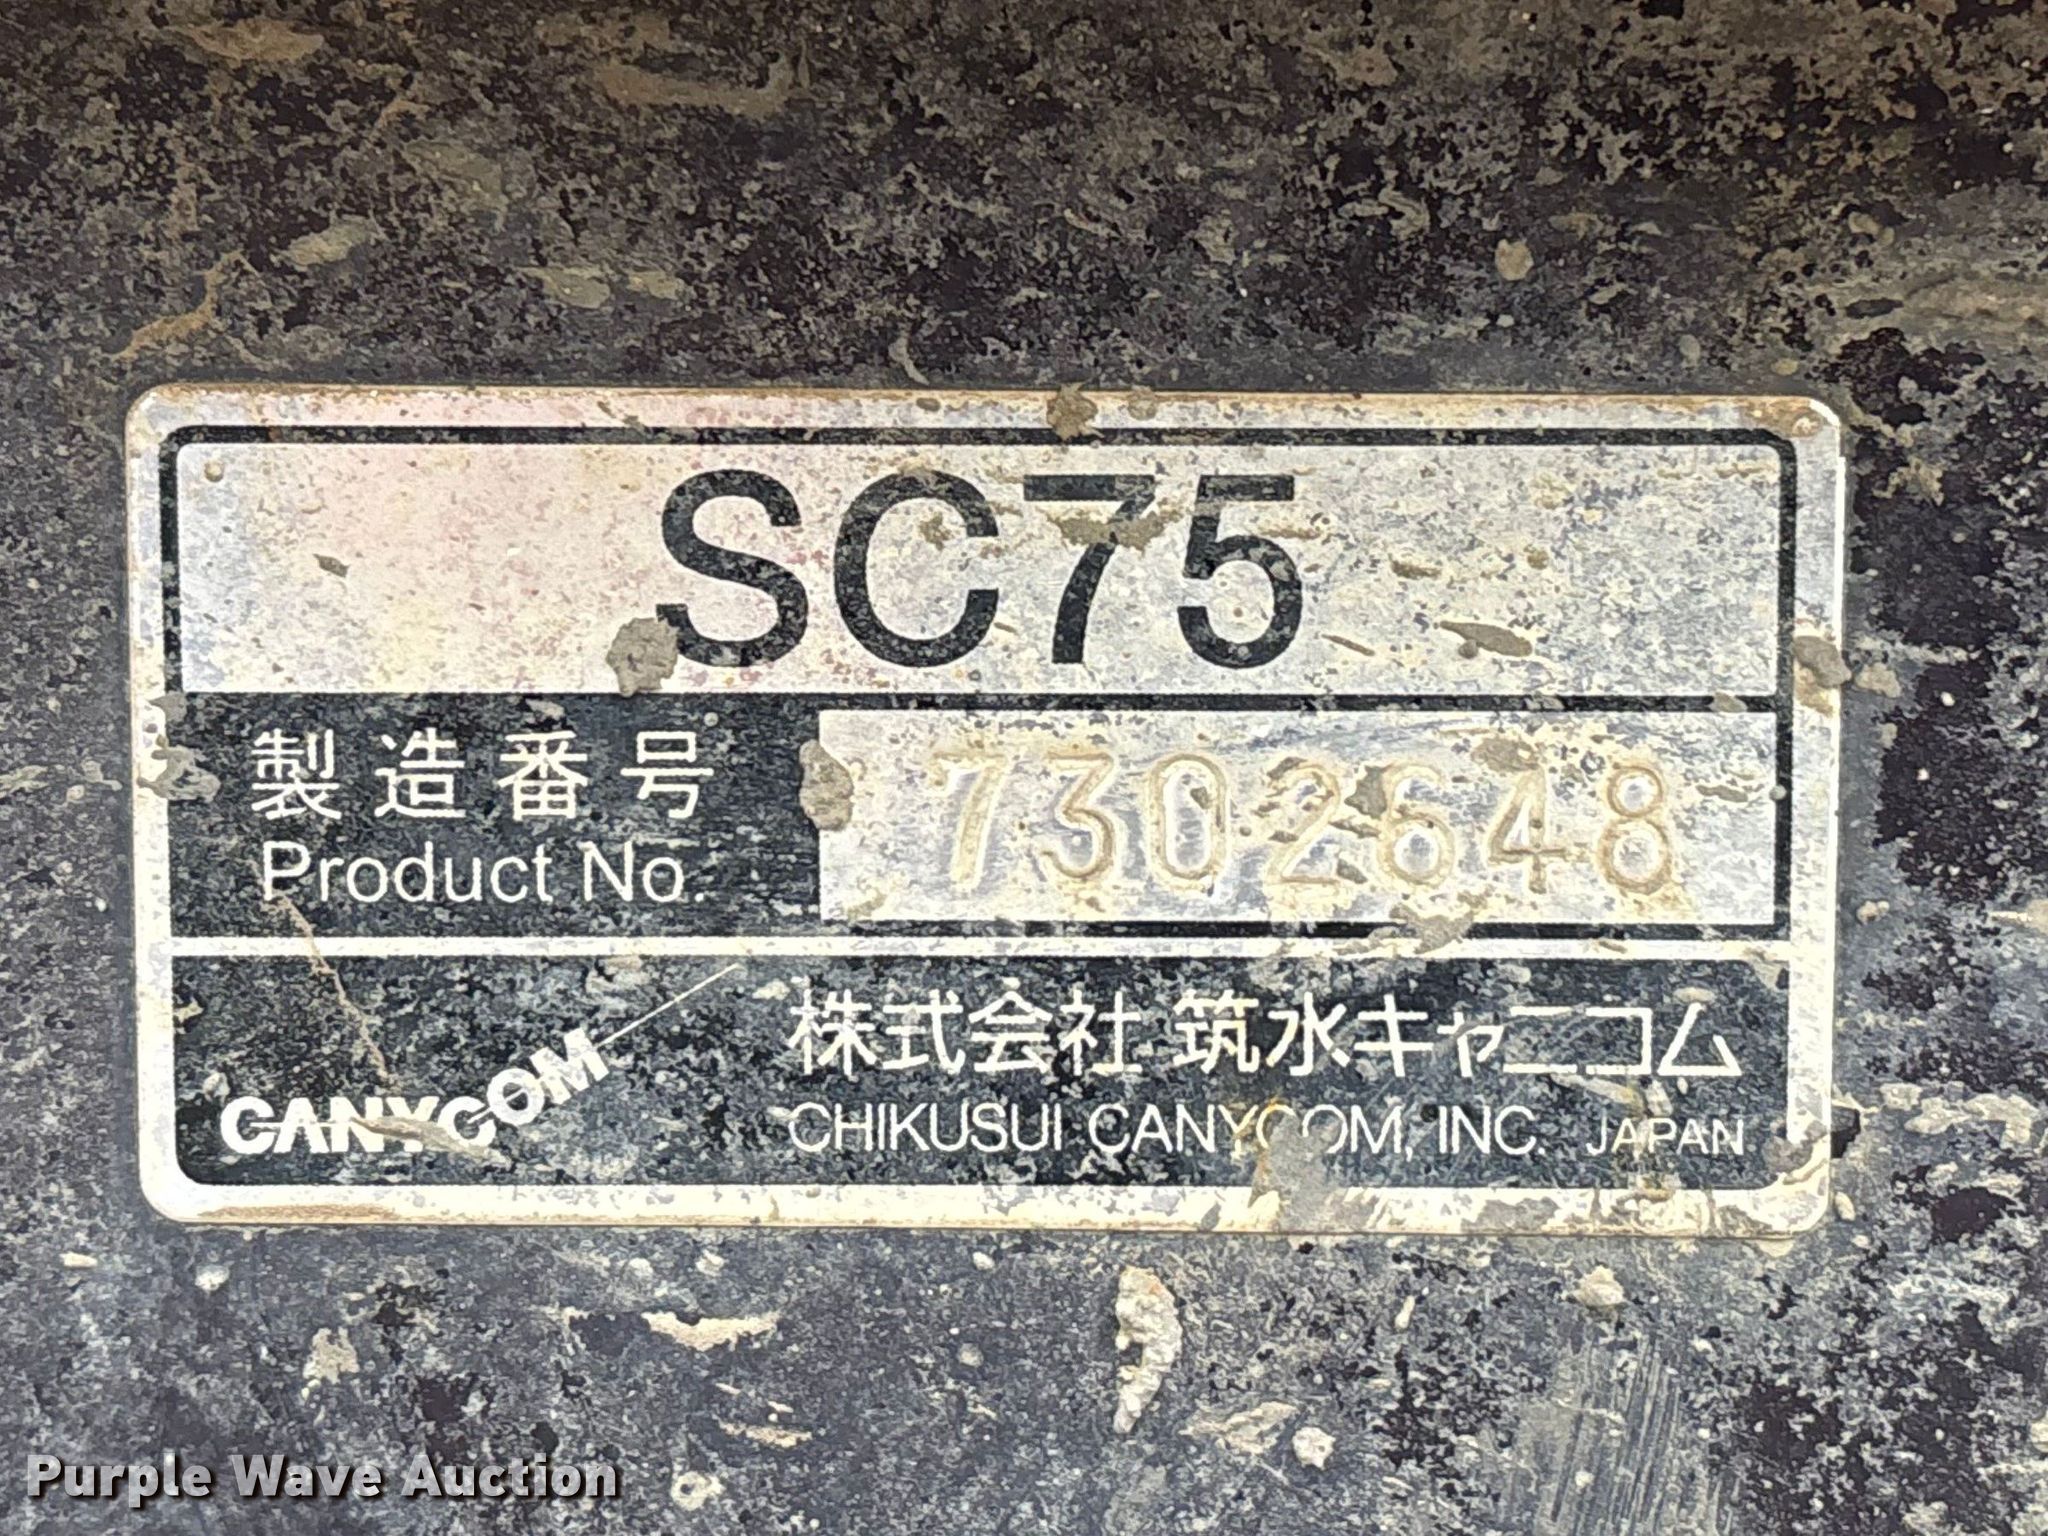 SC75
製造番号
Product No.
7302648
CANYCOM
株式会社 筑水キャニコム
CHIKUSUI CANYCOM, INC. JAPAN
Purple Wave Auction